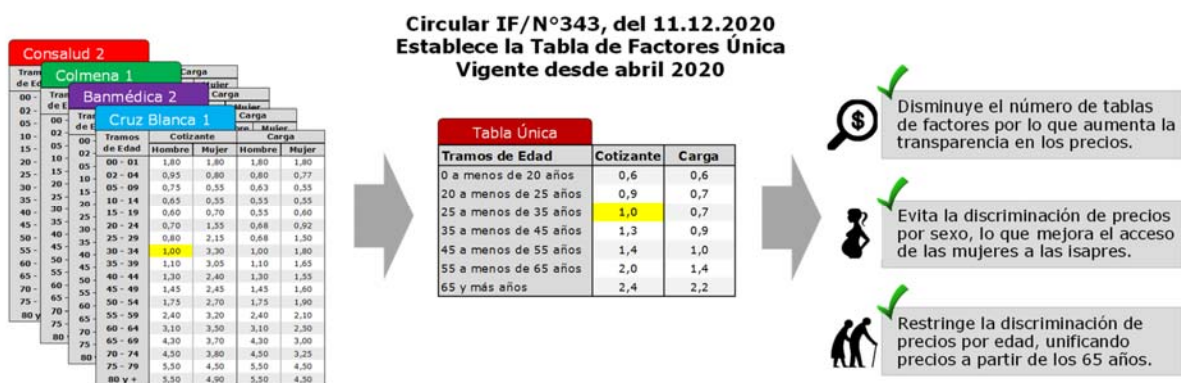 Circular IF/N°343, del 11.12.2020
Establece la Tabla de Factores Única
Vigente desde abril 2020
Consalud 2
Colmena 1
Banmédica 2
Cruz Blanca 1
Tramos de Edad Cotizante Carga
Hombre Mujer Hombre Mujer
00 - 01 1,80 1,80 1,80 1,80
02 - 04 0,95 0,80 0,80 0,77
05 - 09 0,75 0,55 0,63 0,55
10 - 14 0,65 0,55 0,55 0,55
15 - 19 0,60 0,70 0,55 0,60
20 - 24 0,70 1,55 0,68 0,92
25 - 29 0,80 2,15 0,68 1,50
30 - 34 1,00 3,30 1,00 1,80
35 - 39 1,10 3,05 1,10 1,65
40 - 44 1,30 2,40 1,30 1,55
45 - 49 1,45 2,45 1,45 1,60
50 - 54 1,75 2,70 1,75 1,90
55 - 59 2,40 3,20 2,40 2,10
60 - 64 3,10 3,50 3,10 2,50
65 - 69 4,30 3,70 4,30 3,00
70 - 74 4,50 3,80 4,50 3,25
75 - 79 5,50 4,50 5,50 4,50
80 y + 5,50 4,90 5,50 4,50
Tabla Única
Tramos de Edad Cotizante Carga
0 a menos de 20 años 0,6 0,6
20 a menos de 25 años 0,9 0,7
25 a menos de 35 años 1,0 0,7
35 a menos de 45 años 1,3 0,9
45 a menos de 55 años 1,4 1,0
55 a menos de 65 años 2,0 1,4
65 y más años 2,4 2,2
Disminuye el número de tablas
de factores por lo que aumenta la
transparencia en los precios.
Evita la discriminación de precios
por sexo, lo que mejora el acceso
de las mujeres a las isapres.
Restringe la discriminación de
precios por edad, unificando
precios a partir de los 65 años.